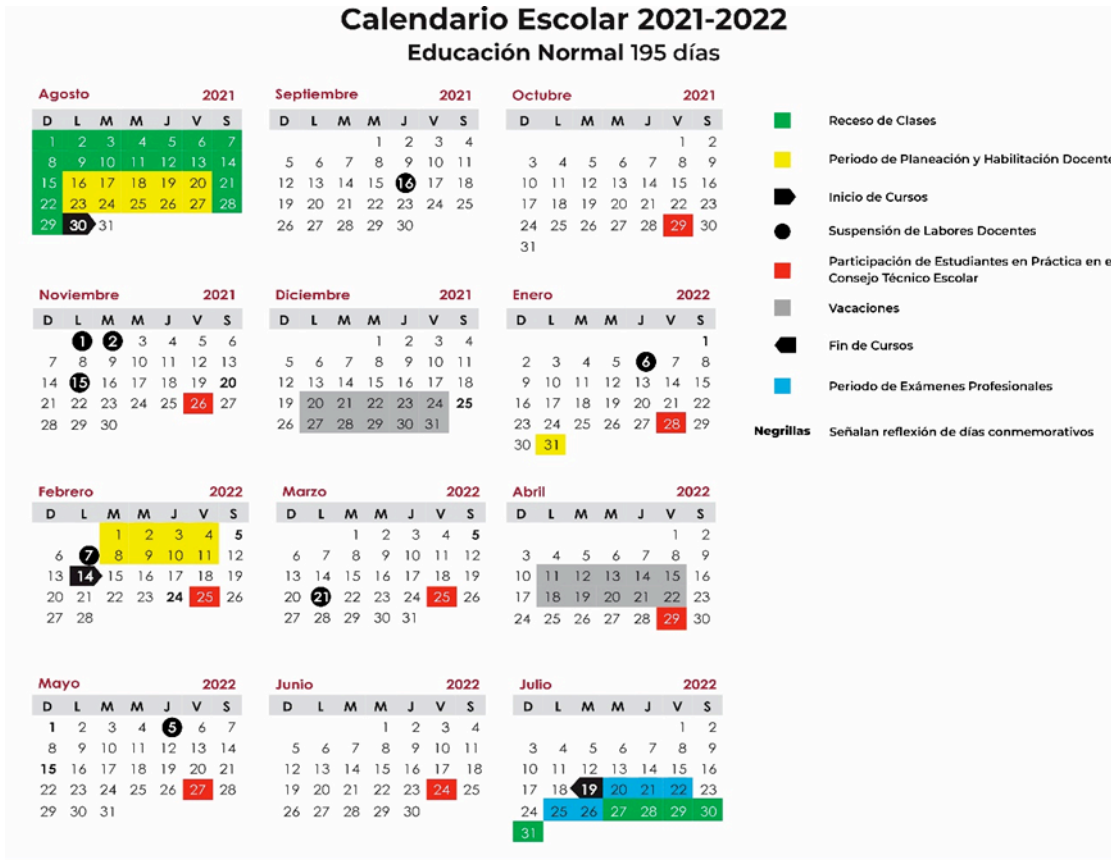 Calendario Escolar 2021-2022
Educación Normal 195 días
Agosto 2021
D L M M J V S
1 2 3 4 5 6 7
8 9 10 11 12 13 14
15 16 17 18 19 20 21
22 23 24 25 26 27 28
29 30 31
Septiembre 2021
D L M M J V S
1 2 3 4
5 6 7 8 9 10 11
12 13 14 15 16 17 18
19 20 21 22 23 24 25
26 27 28 29 30
Octubre 2021
D L M M J V S
1 2
3 4 5 6 7 8 9
10 11 12 13 14 15 16
17 18 19 20 21 22 23
24 25 26 27 28 29 30
31
Noviembre 2021
D L M M J V S
1 2 3 4 5 6
7 8 9 10 11 12 13
14 15 16 17 18 19 20
21 22 23 24 25 26 27
28 29 30
Diciembre 2021
D L M M J V S
1 2 3 4
5 6 7 8 9 10 11
12 13 14 15 16 17 18
19 20 21 22 23 24 25
26 27 28 29 30 31
Enero 2022
D L M M J V S
1
2 3 4 5 6 7 8
9 10 11 12 13 14 15
16 17 18 19 20 21 22
23 24 25 26 27 28 29
30 31
Febrero 2022
D L M M J V S
1 2 3 4 5
6 7 8 9 10 11 12
13 14 15 16 17 18 19
20 21 22 23 24 25 26
27 28
Marzo 2022
D L M M J V S
1 2 3 4 5
6 7 8 9 10 11 12
13 14 15 16 17 18 19
20 21 22 23 24 25 26
27 28 29 30 31
Abril 2022
D L M M J V S
1 2
3 4 5 6 7 8 9
10 11 12 13 14 15 16
17 18 19 20 21 22 23
24 25 26 27 28 29 30
Mayo 2022
D L M M J V S
1 2 3 4 5 6 7
8 9 10 11 12 13 14
15 16 17 18 19 20 21
22 23 24 25 26 27 28
29 30 31
Junio 2022
D L M M J V S
1 2 3 4
5 6 7 8 9 10 11
12 13 14 15 16 17 18
19 20 21 22 23 24 25
26 27 28 29 30
Julio 2022
D L M M J V S
1 2
3 4 5 6 7 8 9
10 11 12 13 14 15 16
17 18 19 20 21 22 23
24 25 26 27 28 29 30
31
Receso de Clases
Periodo de Planeación y Habilitación Docente
Inicio de Cursos
Suspensión de Labores Docentes
Participación de Estudiantes en Práctica en e
Consejo Técnico Escolar
Vacaciones
Fin de Cursos
Periodo de Exámenes Profesionales
Negrillas Señalan reflexión de días conmemorativos